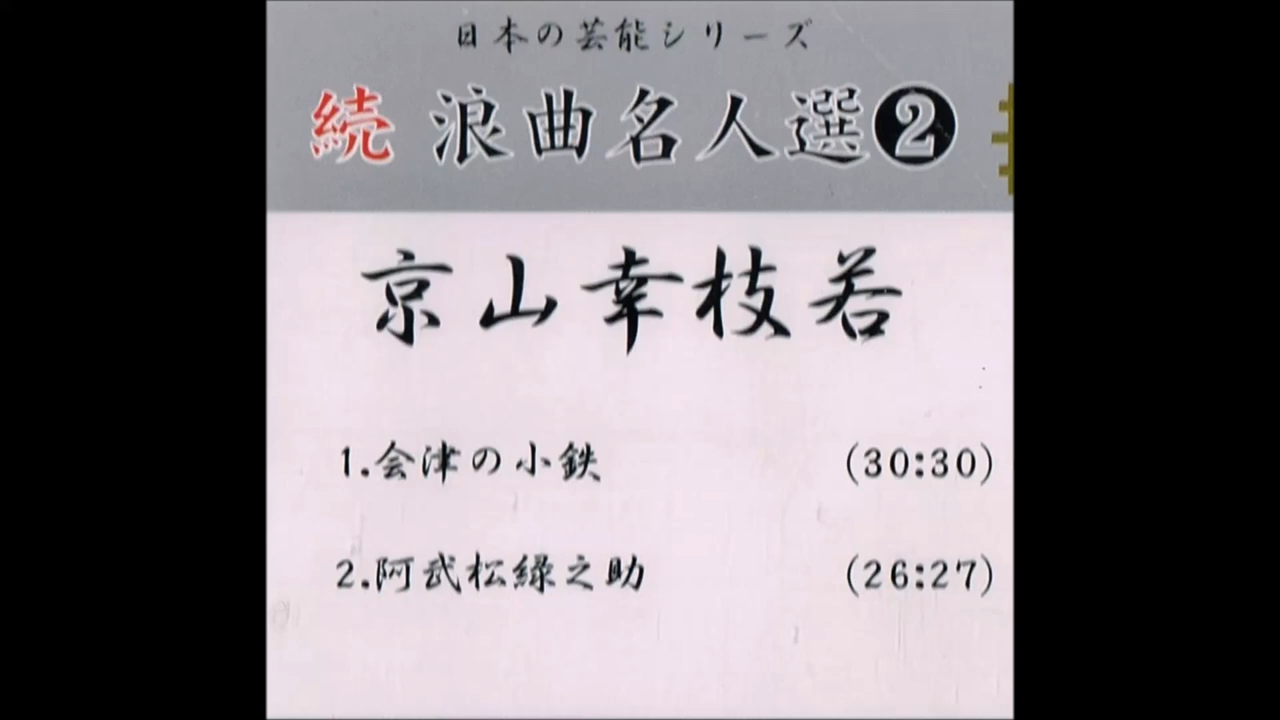 日本の芸能シリーズ
続 浪曲名人選❷
京山幸枝若
1.会津の小鉄 (30:30)
2.阿武松緑之助 (26:27)